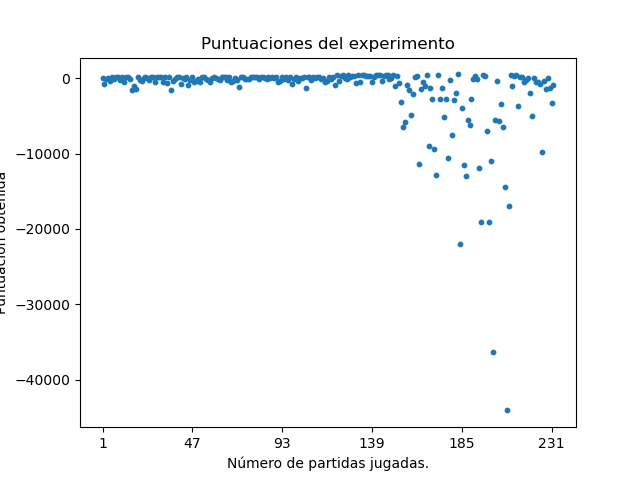 Puntuaciones del experimento
Puntuación obtenida
0
−10000
−20000
−30000
−40000
1 47 93 139 185 231
Número de partidas jugadas.